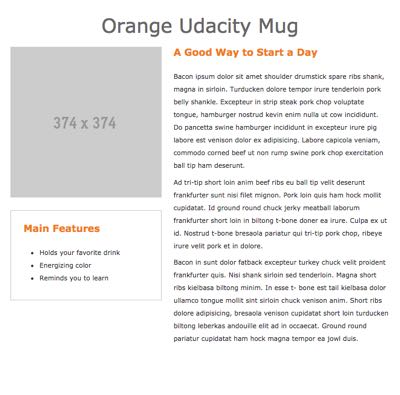 Orange Udacity Mug
374 x 374
Main Features
Holds your favorite drink
Energizing color
Reminds you to learn
A Good Way to Start a Day
Bacon ipsum dolor sit amet shoulder drumstick spare ribs shank,
magna in sirloin. Turducken dolore tempor irure tenderloin pork
belly shankle. Excepteur in strip steak pork chop voluptate
tongue, hamburger nostrud kevin enim nulla ut cow incididunt.
Do pancetta swine hamburger incididunt in excepteur irure pig
labore est venison dolor ex adipisicing. Labore capicola veniam,
commodo corned beef ut non rump swine pork chop exercitation
ball tip ham deserunt.
Ad tri-tip short loin anim beef ribs eu ball tip velit deserunt
frankfurter sunt nisi filet mignon. Pork loin quis ham hock mollit
cupidatat. Id ground round chuck jerky meatball laborum
frankfurter short loin in biltong t-bone doner ea irure. Culpa ex ut
id. Nostrud t-bone bresaola pariatur qui tri-tip pork chop, ribeye
irure velit pork et in dolore.
Bacon in sunt dolor fatback excepteur turkey chuck velit proident
frankfurter quis. Nisi shank sirloin sed tenderloin. Magna short
ribs kielbasa biltong minim. In esse t- bone est tail kielbasa dolor
ullamco tongue mollit sint sirloin chuck venison anim. Short ribs
dolore adipisicing, bresaola venison cupidatat short loin turducken
biltong leberkas andouille elit ad in occaecat. Ground round
pariatur cupidatat ham hock magna tempor ea jowl duis.